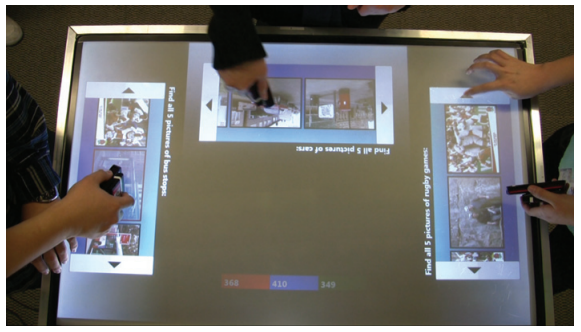 Find all 5 pictures of bus stops:
Find all 5 pictures of cars:
Find all 5 pictures of rugby games:
368 410 349